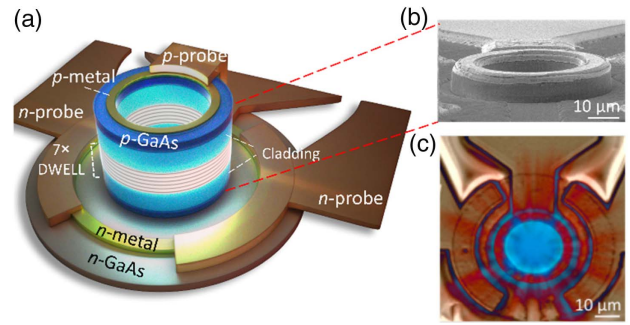 (a)
p-probe
p-metal
n-probe
p-GaAs
7×
DWELL
Cladding
n-probe
n-metal
n-GaAs
(b)
10 μm
(c)
10 μm